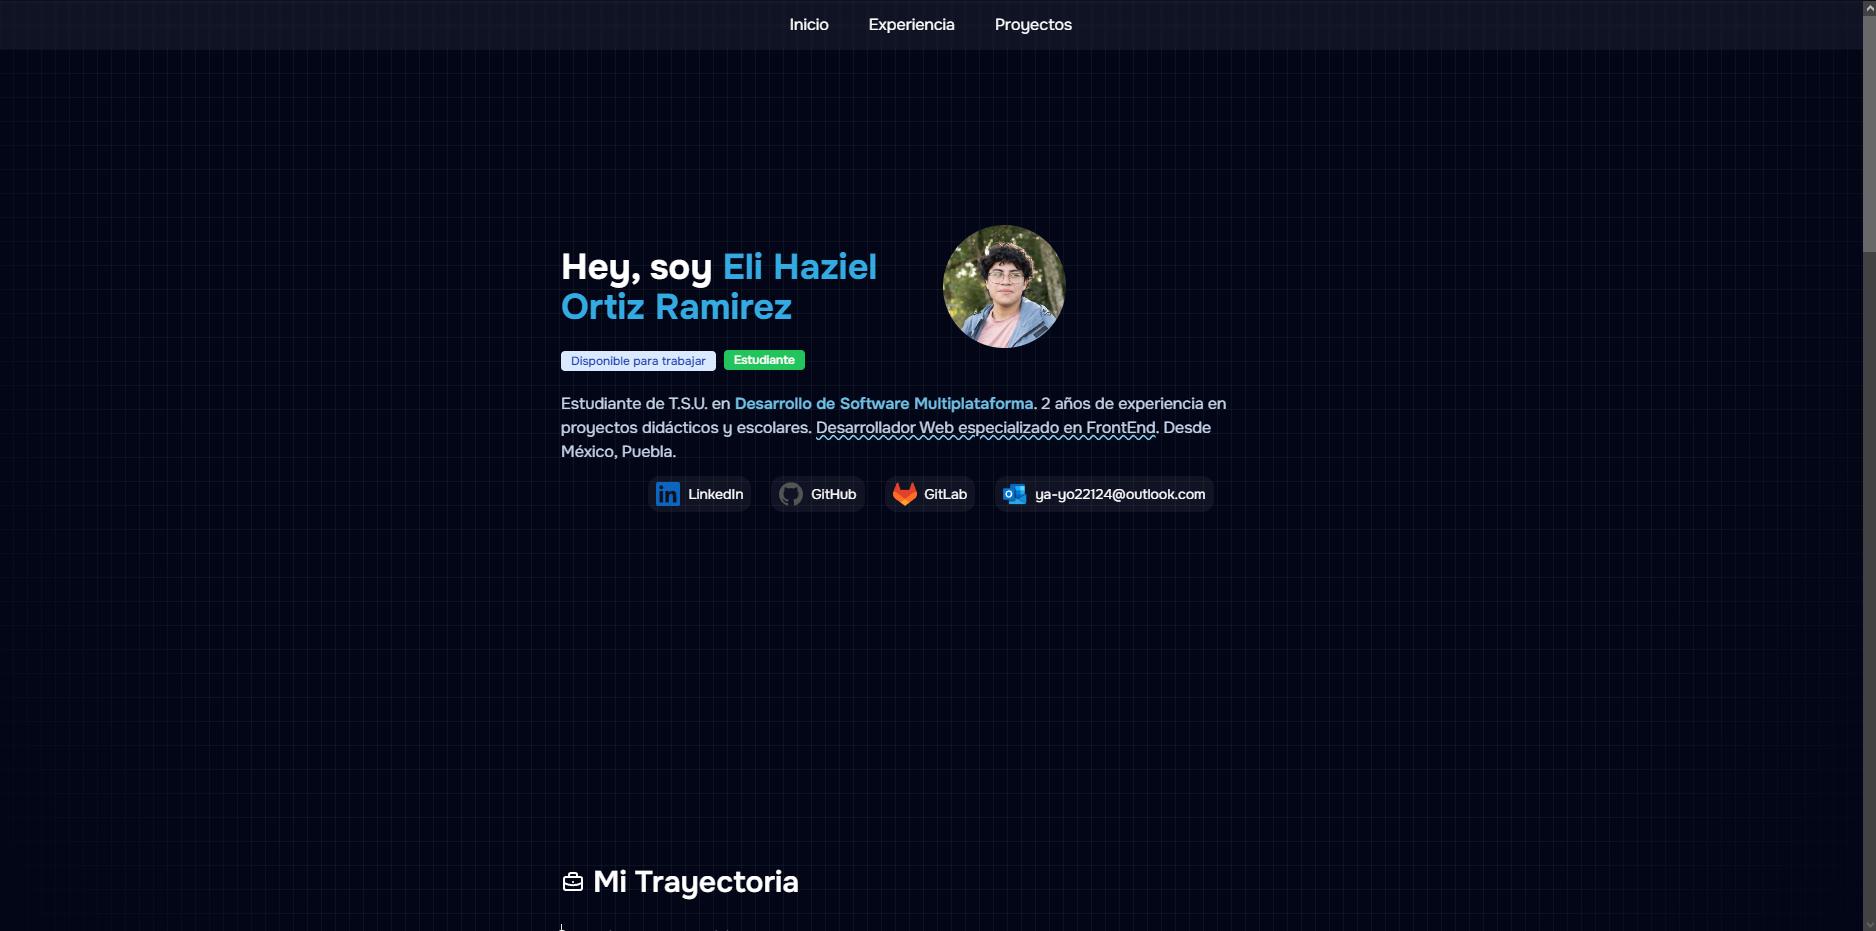 Inicio Experiencia Proyectos
Hey, soy Eli Haziel
Ortiz Ramirez
Disponible para trabajar Estudiante
Estudiante de T.S.U. en Desarrollo de Software Multiplataforma. 2 años de experiencia en
proyectos didácticos y escolares. Desarrollador Web especializado en FrontEnd. Desde
México, Puebla.
LinkedIn GitHub GitLab ya-yo22124@outlook.com
Mi Trayectoria